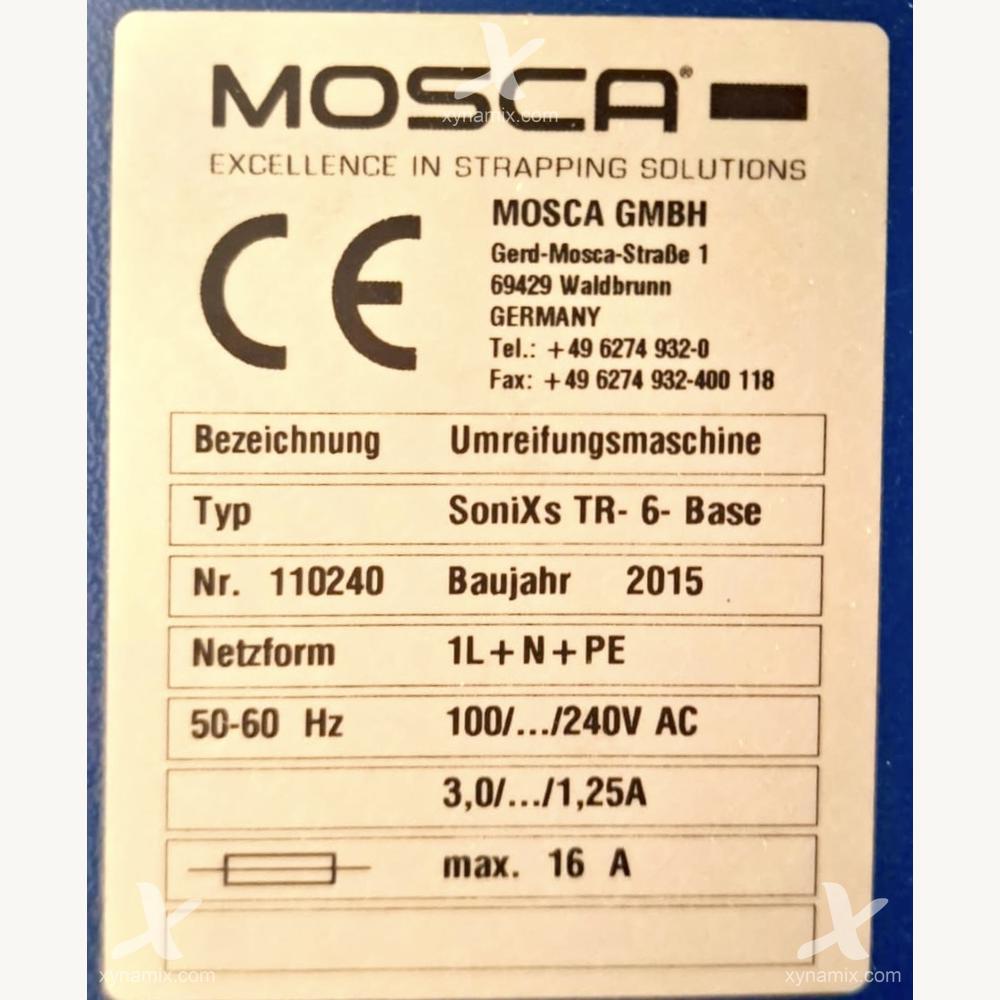 MOSCA®
xynamix.com
EXCELLENCE IN STRAPPING SOLUTIONS
CE
MOSCA GMBH
Gerd-Mosca-Straße 1
69429 Waldbrunn
GERMANY
Tel.: +49 6274 932-0
Fax: +49 6274 932-400 118
Bezeichnung Umreifungsmaschine
Typ SoniXs TR- 6- Base
Nr. 110240 Baujahr 2015
Netzform 1L+N+PE
50-60 Hz 100/.../240V AC
3,0/.../1,25A
max. 16 A
xynamix.com xynamix.com